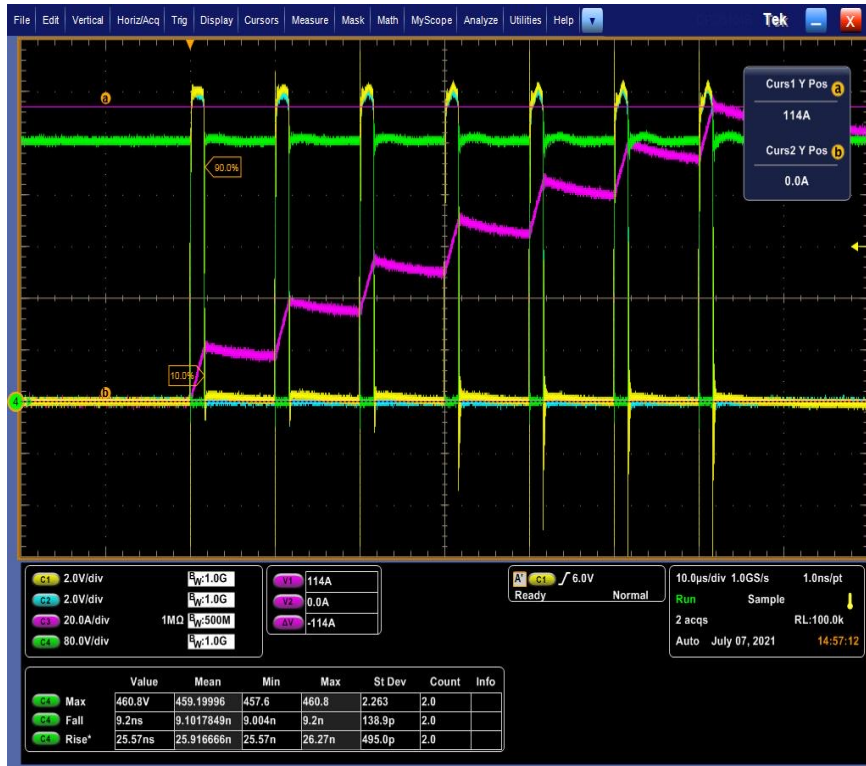 File Edit Vertical Horiz/Acq Trig Display Cursors Measure Mask Math MyScope Analyze Utilities Help Tek X
a
Curs1 Y Pos a
114A
Curs2 Y Pos b
0.0A
90.0%
10.0%
b
4
C1 2.0V/div BW:1.0G
C2 2.0V/div BW:1.0G
C3 20.0A/div 1MΩ BW:500M
C4 80.0V/div BW:1.0G
V1 114A
V2 0.0A
ΔV -114A
A' C1 6.0V
Ready Normal
10.0µs/div 1.0GS/s 1.0ns/pt
Run Sample
2 acqs RL:100.0k
Auto July 07, 2021 14:57:12
Value Mean Min Max St Dev Count Info
C4 Max 460.8V 459.19996 457.6 460.8 2.263 2.0
C4 Fall 9.2ns 9.1017849n 9.004n 9.2n 138.9p 2.0
C4 Rise* 25.57ns 25.916666n 25.57n 26.27n 495.0p 2.0